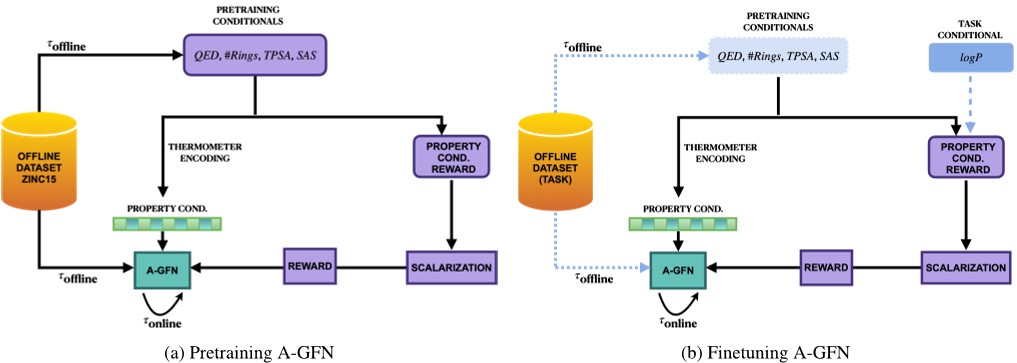 PRETRAINING
CONDITIONALS
τoffline
QED, #Rings, TPSA, SAS
OFFLINE
DATASET
ZINC15
THERMOMETER
ENCODING
PROPERTY
COND.
REWARD
PROPERTY COND.
A-GFN
REWARD
SCALARIZATION
τoffline
τonline
(a) Pretraining A-GFN
PRETRAINING
CONDITIONALS
TASK
CONDITIONAL
τoffline
QED, #Rings, TPSA, SAS
logP
OFFLINE
DATASET
(TASK)
THERMOMETER
ENCODING
PROPERTY
COND.
REWARD
PROPERTY COND.
A-GFN
REWARD
SCALARIZATION
τoffline
τonline
(b) Finetuning A-GFN